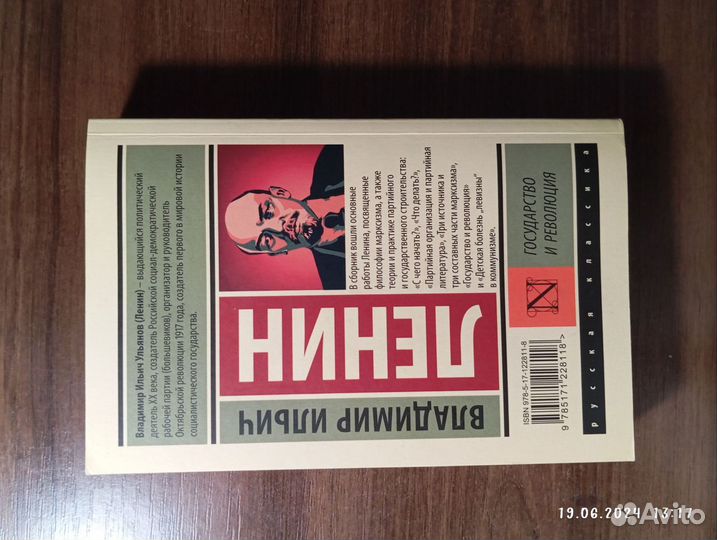 Владимир Ильич Ульянов (Ленин) – выдающийся политический
деятель XX века, создатель Российской социал-демократической
рабочей партии (большевиков), организатор и руководитель
Октябрьской революции 1917 года, создатель первого в мировой истории
социалистического государства.
ВЛАДИМИР ИЛЬИЧ
ЛЕНИН
В сборник вошли основные
работы Ленина, посвященные
философии марксизма, а также
теории и практике партийного
и государственного строительства:
«С чего начать?», «Что делать?»,
«Партийная организация и партийная
литература», «Три источника и
три составных части марксизма»,
«Государство и революция»
и «Детская болезнь „левизны"
в коммунизме».
ГОСУДАРСТВО
И РЕВОЛЮЦИЯ
N
ISBN 978-5-17-122811-8
9 785171 228118 >
русская классика
19.06.2024 13:17
Avito